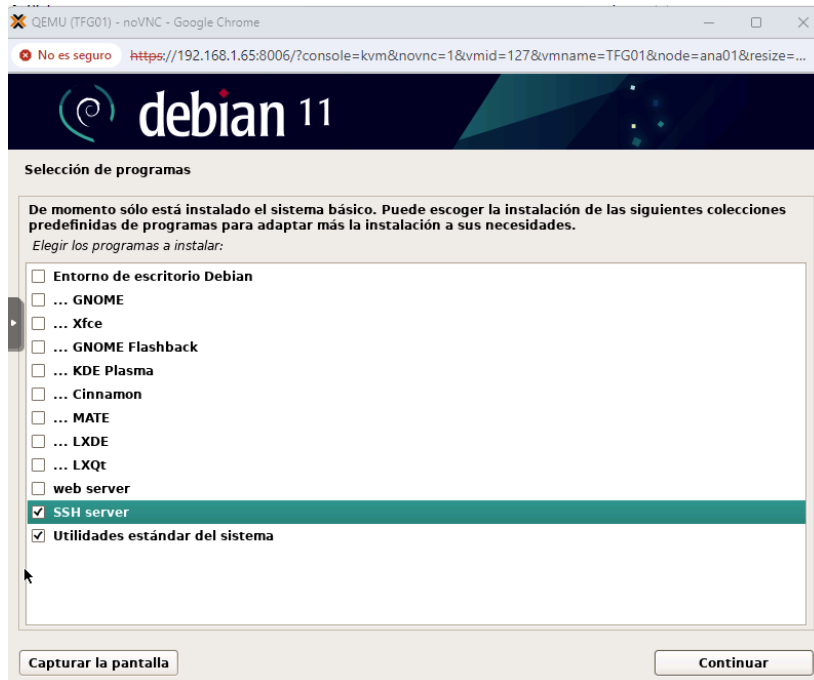 QEMU (TFG01) - noVNC - Google Chrome
No es seguro https://192.168.1.65:8006/?console=kvm&novnc=1&vmid=127&vmname=TFG01&node=ana01&resize=...
debian 11
Selección de programas
De momento sólo está instalado el sistema básico. Puede escoger la instalación de las siguientes colecciones
predefinidas de programas para adaptar más la instalación a sus necesidades.
Elegir los programas a instalar:
Entorno de escritorio Debian
... GNOME
... Xfce
... GNOME Flashback
... KDE Plasma
... Cinnamon
... MATE
... LXDE
... LXQt
web server
SSH server
Utilidades estándar del sistema
Capturar la pantalla
Continuar